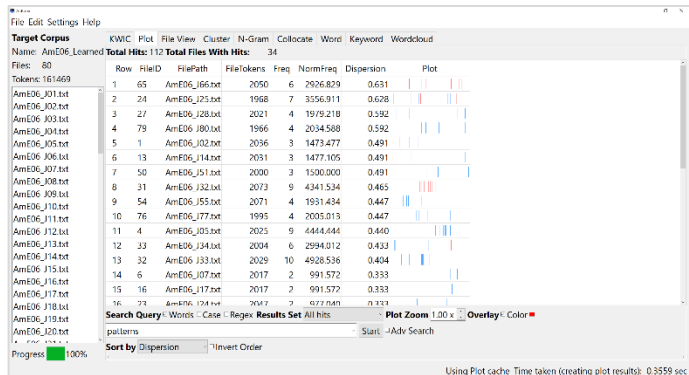 File Edit Settings Help
Target Corpus
Name: AmE06_Learned
Files: 80
Tokens: 161469
AmE06_J01.txt
AmE06_J02.txt
AmE06_J03.txt
AmE06_J04.txt
AmE06_J05.txt
AmE06_J06.txt
AmE06_J07.txt
AmE06_J08.txt
AmE06_J09.txt
AmE06_J10.txt
AmE06_J11.txt
AmE06_J12.txt
AmE06_J13.txt
AmE06_J14.txt
AmE06_J15.txt
AmE06_J16.txt
AmE06_J17.txt
AmE06_J18.txt
AmE06_J19.txt
AmE06_J20.txt
Progress 100%
KWIC Plot File View Cluster N-Gram Collocate Word Keyword Wordcloud
Total Hits: 112 Total Files With Hits: 34
Row FileID FilePath FileTokens Freq NormFreq Dispersion Plot
1 65 AmE06_J66.txt 2050 6 2926.829 0.631
2 24 AmE06_J25.txt 1968 7 3556.911 0.628
3 27 AmE06_J28.txt 2021 4 1979.218 0.592
4 79 AmE06_J80.txt 1966 4 2034.588 0.592
5 1 AmE06_J02.txt 2036 3 1473.477 0.491
6 13 AmE06_J14.txt 2031 3 1477.105 0.491
7 50 AmE06_J51.txt 2000 3 1500.000 0.491
8 31 AmE06_J32.txt 2073 9 4341.534 0.465
9 54 AmE06_J55.txt 2071 4 1931.434 0.447
10 76 AmE06_J77.txt 1995 4 2005.013 0.447
11 4 AmE06_J05.txt 2025 9 4444.444 0.440
12 33 AmE06_J34.txt 2004 6 2994.012 0.433
13 32 AmE06_J33.txt 2029 10 4928.536 0.404
14 6 AmE06_J07.txt 2017 2 991.572 0.333
15 16 AmE06_J17.txt 2017 2 991.572 0.333
16 23 AmE06_J24.txt 2047 2 977.040 0.333
Search Query Words Case Regex Results Set All hits Plot Zoom 1.00 x Overlay Color
patterns Start Adv Search
Sort by Dispersion Invert Order
Using Plot cache Time taken (creating plot results): 0.3559 sec